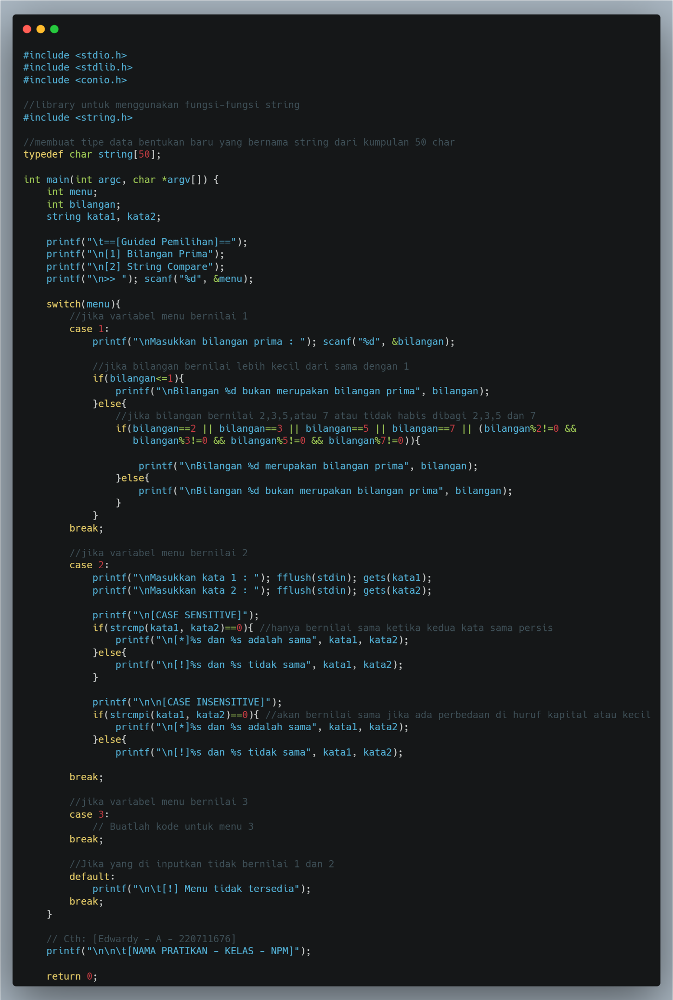 #include <stdio.h>
#include <stdlib.h>
#include <conio.h>

//library untuk menggunakan fungsi-fungsi string
#include <string.h>

//membuat tipe data bentukan baru yang bernama string dari kumpulan 50 char
typedef char string[50];

int main(int argc, char *argv[]) {
    int menu;
    int bilangan;
    string kata1, kata2;

    printf("\t==[Guided Pemilihan]==");
    printf("\n[1] Bilangan Prima");
    printf("\n[2] String Compare");
    printf("\n>> "); scanf("%d", &menu);

    switch(menu){
        //jika variabel menu bernilai 1
        case 1:
            printf("\nMasukkan bilangan prima : "); scanf("%d", &bilangan);

            //jika bilangan bernilai lebih kecil dari sama dengan 1
            if(bilangan<=1){
                printf("\nBilangan %d bukan merupakan bilangan prima", bilangan);
            }else{
                //jika bilangan bernilai 2,3,5,atau 7 atau tidak habis dibagi 2,3,5 dan 7
                if(bilangan==2 || bilangan==3 || bilangan==5 || bilangan==7 || (bilangan%2!=0 &&
                   bilangan%3!=0 && bilangan%5!=0 && bilangan%7!=0)){

                    printf("\nBilangan %d merupakan bilangan prima", bilangan);
                }else{
                    printf("\nBilangan %d bukan merupakan bilangan prima", bilangan);
                }
            }
        break;

        //jika variabel menu bernilai 2
        case 2:
            printf("\nMasukkan kata 1 : "); fflush(stdin); gets(kata1);
            printf("\nMasukkan kata 2 : "); fflush(stdin); gets(kata2);

            printf("\n[CASE SENSITIVE]");
            if(strcmp(kata1, kata2)==0){ //hanya bernilai sama ketika kedua kata sama persis
                printf("\n[*]%s dan %s adalah sama", kata1, kata2);
            }else{
                printf("\n[!]%s dan %s tidak sama", kata1, kata2);
            }

            printf("\n\n[CASE INSENSITIVE]");
            if(strcmpi(kata1, kata2)==0){ //akan bernilai sama jika ada perbedaan di huruf kapital atau kecil
                printf("\n[*]%s dan %s adalah sama", kata1, kata2);
            }else{
                printf("\n[!]%s dan %s tidak sama", kata1, kata2);

        break;

        //jika variabel menu bernilai 3
        case 3:
            // Buatlah kode untuk menu 3
        break;

        //Jika yang di inputkan tidak bernilai 1 dan 2
        default:
            printf("\n\t[!] Menu tidak tersedia");
        break;
    }

    // Cth: [Edwardy - A - 220711676]
    printf("\n\n\t[NAMA PRATIKAN - KELAS - NPM]");

    return 0;